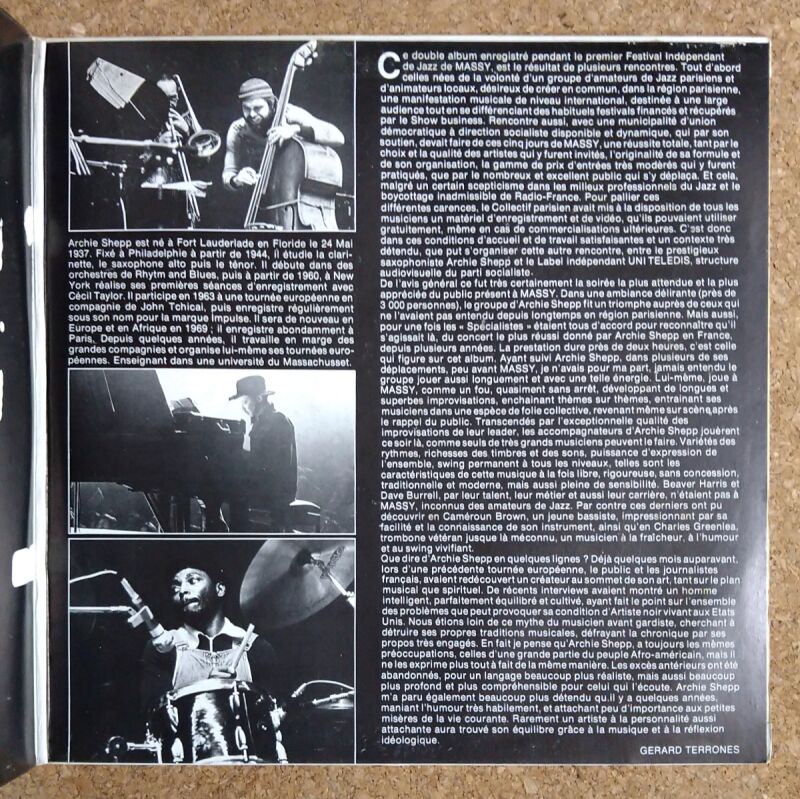 Archie Shepp est né à Fort Lauderlade en Floride le 24 Mai
1937. Fixé à Philadelphie à partir de 1944, il étudie la clari-
nette, le saxophone alto puis le ténor. Il débute dans des
orchestres de Rhytm and Blues, puis à partir de 1960, à New
York réalise ses premières séances d'enregistrement avec
Cécil Taylor. Il participe en 1963 à une tournée européenne en
compagnie de John Tchicai, puis enregistre régulièrement
sous son nom pour la marque Impulse. Il sera de nouveau en
Europe et en Afrique en 1969 ; il enregistre abondamment à
Paris. Depuis quelques années, il travaille en marge des
grandes compagnies et organise lui-même ses tournées euro-
péennes. Enseignant dans une université du Massachusset.
Ce double album enregistré pendant le premier Festival Indépendant
de Jazz de MASSY, est le résultat de plusieurs rencontres. Tout d'abord
celles nées de la volonté d'un groupe d'amateurs de Jazz parisiens et
d'animateurs locaux, désireux de créer en commun, dans la région parisienne,
une manifestation musicale de niveau international, destinée à une large
audience tout en se différenciant des habituels festivals financés et récupérés
par le Show business. Rencontre aussi, avec une municipalité d'union
démocratique à direction socialiste disponible et dynamique, qui par son
soutien, devait faire de ces cinq jours de MASSY, une réussite totale, tant par le
choix et la qualité des artistes qui y furent invités, l'originalité de sa formule et
de son organisation, la gamme de prix d'entrées très modérés qui y furent
pratiqués, que par le nombreux et excellent public qui s'y déplaça. Et cela,
malgré un certain scepticisme dans les milieux professionnels du Jazz et le
boycottage inadmissible de Radio-France. Pour pallier ces
différentes carences, le Collectif parisien avait mis à la disposition de tous les
musiciens un matériel d'enregistrement et de vidéo, qu'ils pouvaient utiliser
gratuitement, même en cas de commercialisations ultérieures. C'est donc
dans ces conditions d'accueil et de travail satisfaisantes et un contexte très
détendu, que put s'organiser cette autre rencontre, entre le prestigieux
saxophoniste Archie Shepp et le Label indépendant UNI TELEDIS, structure
audiovisuelle du parti socialiste.
De l'avis général ce fut très certainement la soirée la plus attendue et la plus
appréciée du public présent à MASSY. Dans une ambiance délirante (près de
3 000 personnes), le groupe d'Archie Shepp fit un triomphe auprès de ceux qui
ne l'avaient pas entendu depuis longtemps en région parisienne. Mais aussi,
pour une fois les « Spécialistes » étaient tous d'accord pour reconnaître qu'il
s'agissait là, du concert le plus réussi donné par Archie Shepp en France,
depuis plusieurs années. La prestation dure près de deux heures, c'est celle
qui figure sur cet album. Ayant suivi Archie Shepp, dans plusieurs de ses
déplacements, peu avant MASSY, je n'avais pour ma part, jamais entendu le
groupe jouer aussi longuement et avec une telle énergie. Lui-même, joue à
MASSY, comme un fou, quasiment sans arrêt, développant de longues et
superbes improvisations, enchainant thèmes sur thèmes, entrainant ses
musiciens dans une espèce de folie collective, revenant même sur scène, après
le rappel du public. Transcendés par l'exceptionnelle qualité des
improvisations de leur leader, les accompagnateurs d'Archie Shepp jouèrent
ce soir là, comme seuls de très grands musiciens peuvent le faire. Variétés des
rythmes, richesses des timbres et des sons, puissance d'expression de
l'ensemble, swing permanent à tous les niveaux, telles sont les
caractéristiques de cette musique à la fois libre, rigoureuse, sans concession,
traditionnelle et moderne, mais aussi pleine de sensibilité. Beaver Harris et
Dave Burrell, par leur talent, leur métier et aussi leur carrière, n'étaient pas à
MASSY, inconnus des amateurs de Jazz. Par contre ces derniers ont pu
découvrir en Caméroun Brown, un jeune bassiste, impressionnant par sa
facilité et la connaissance de son instrument, ainsi qu'en Charles Greenlea,
trombone vétéran jusque là méconnu, un musicien à la fraîcheur, à l'humour
et au swing vivifiant.
Que dire d'Archie Shepp en quelques lignes ? Déjà quelques mois auparavant,
lors d'une précédente tournée européenne, le public et les journalistes
français, avaient redécouvert un créateur au sommet de son art, tant sur le plan
musical que spirituel. De récents interviews avaient montré un homme
intelligent, parfaitement équilibré et cultivé, ayant fait le point sur l'ensemble
des problèmes que peut provoquer sa condition d'Artiste noir vivant aux Etats
Unis. Nous étions loin de ce mythe du musicien avant gardiste, cherchant à
détruire ses propres traditions musicales, défrayant la chronique par ses
propos très engagés. En fait je pense qu'Archie Shepp, a toujours les mêmes
préoccupations, celles d'une grande partie du peuple Afro-américain, mais il
ne les exprime plus tout à fait de la même manière. Les excès antérieurs ont été
abandonnés, pour un langage beaucoup plus réaliste, mais aussi beaucoup
plus profond et plus compréhensible pour celui qui l'écoute. Archie Shepp
m'a paru également beaucoup plus détendu qu'il y a quelques années,
maniant l'humour très habilement, et attachant peu d'importance aux petites
misères de la vie courante. Rarement un artiste à la personnalité aussi
attachante aura trouvé son équilibre grâce à la musique et à la réflexion
idéologique.
GERARD TERRONES